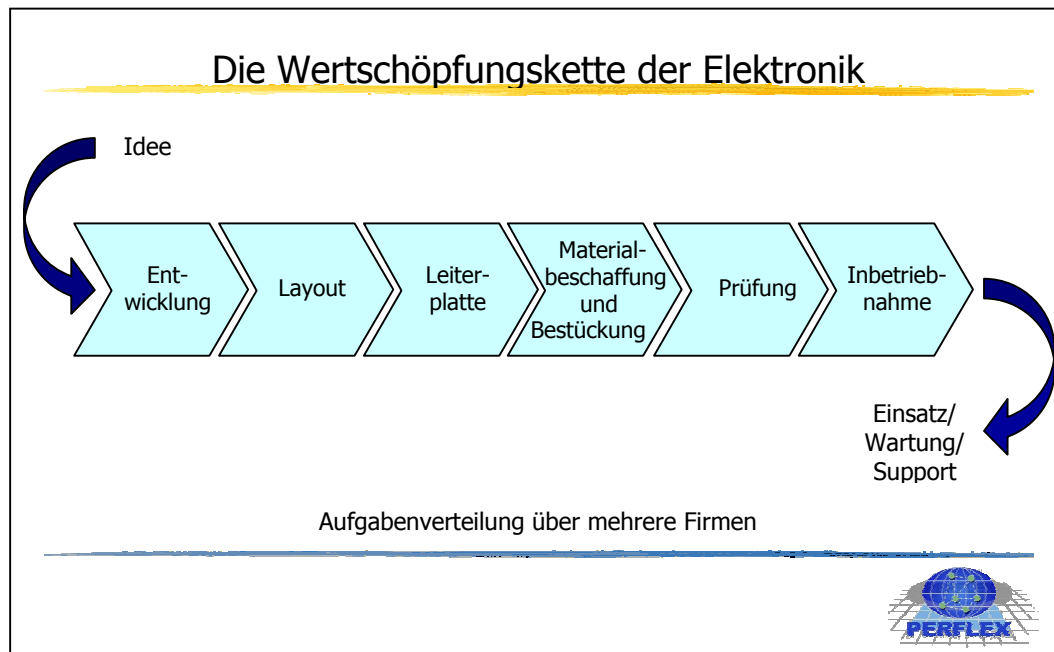 Die Wertschöpfungskette der Elektronik
Idee
Ent-
wicklung
Layout
Leiter-
platte
Material-
beschaffung
und
Bestückung
Prüfung
Inbetrieb-
nahme
Einsatz/
Wartung/
Support
Aufgabenverteilung über mehrere Firmen
PERFLEX